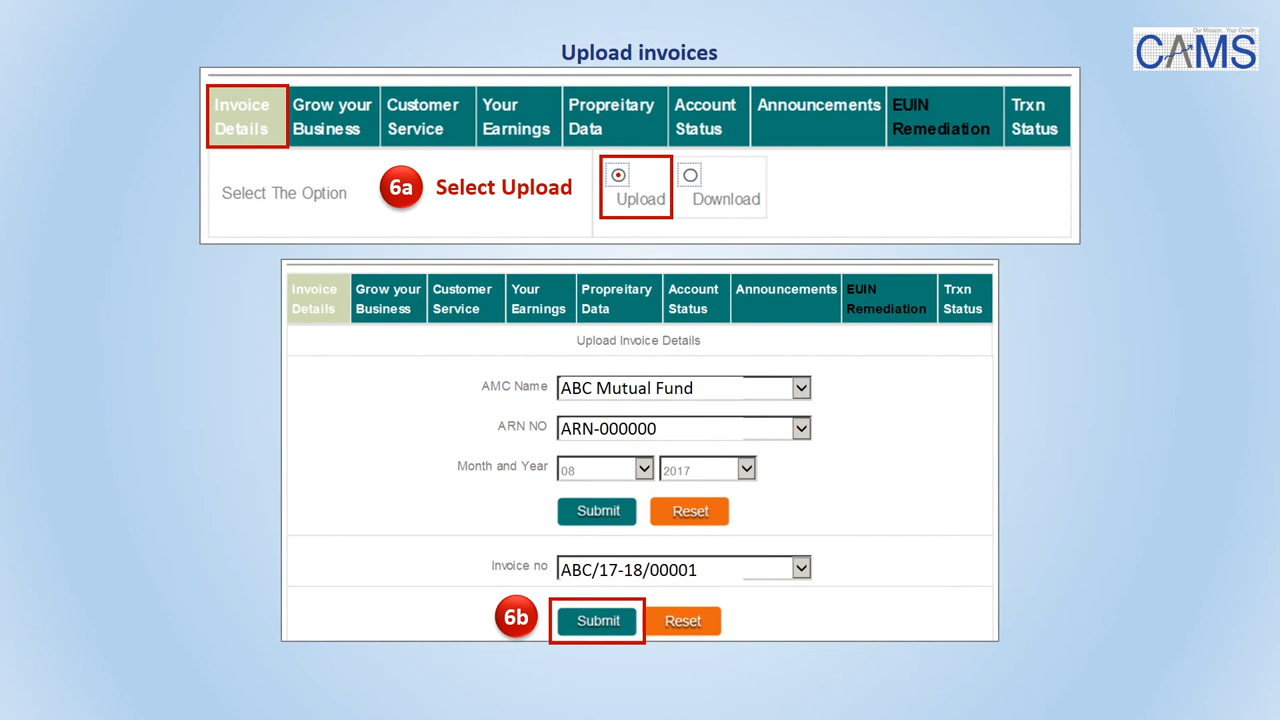 Upload invoices
Our Mission...Your Growth
CAMS
Invoice Details
Grow your Business
Customer Service
Your Earnings
Propreitary Data
Account Status
Announcements
EUIN Remediation
Trxn Status
Select The Option
6a
Select Upload
Upload
Download
Invoice Details
Grow your Business
Customer Service
Your Earnings
Propreitary Data
Account Status
Announcements
EUIN Remediation
Trxn Status
Upload Invoice Details
AMC Name
ABC Mutual Fund
ARN NO
ARN-000000
Month and Year
08
2017
Submit
Reset
Invoice no
ABC/17-18/00001
6b
Submit
Reset